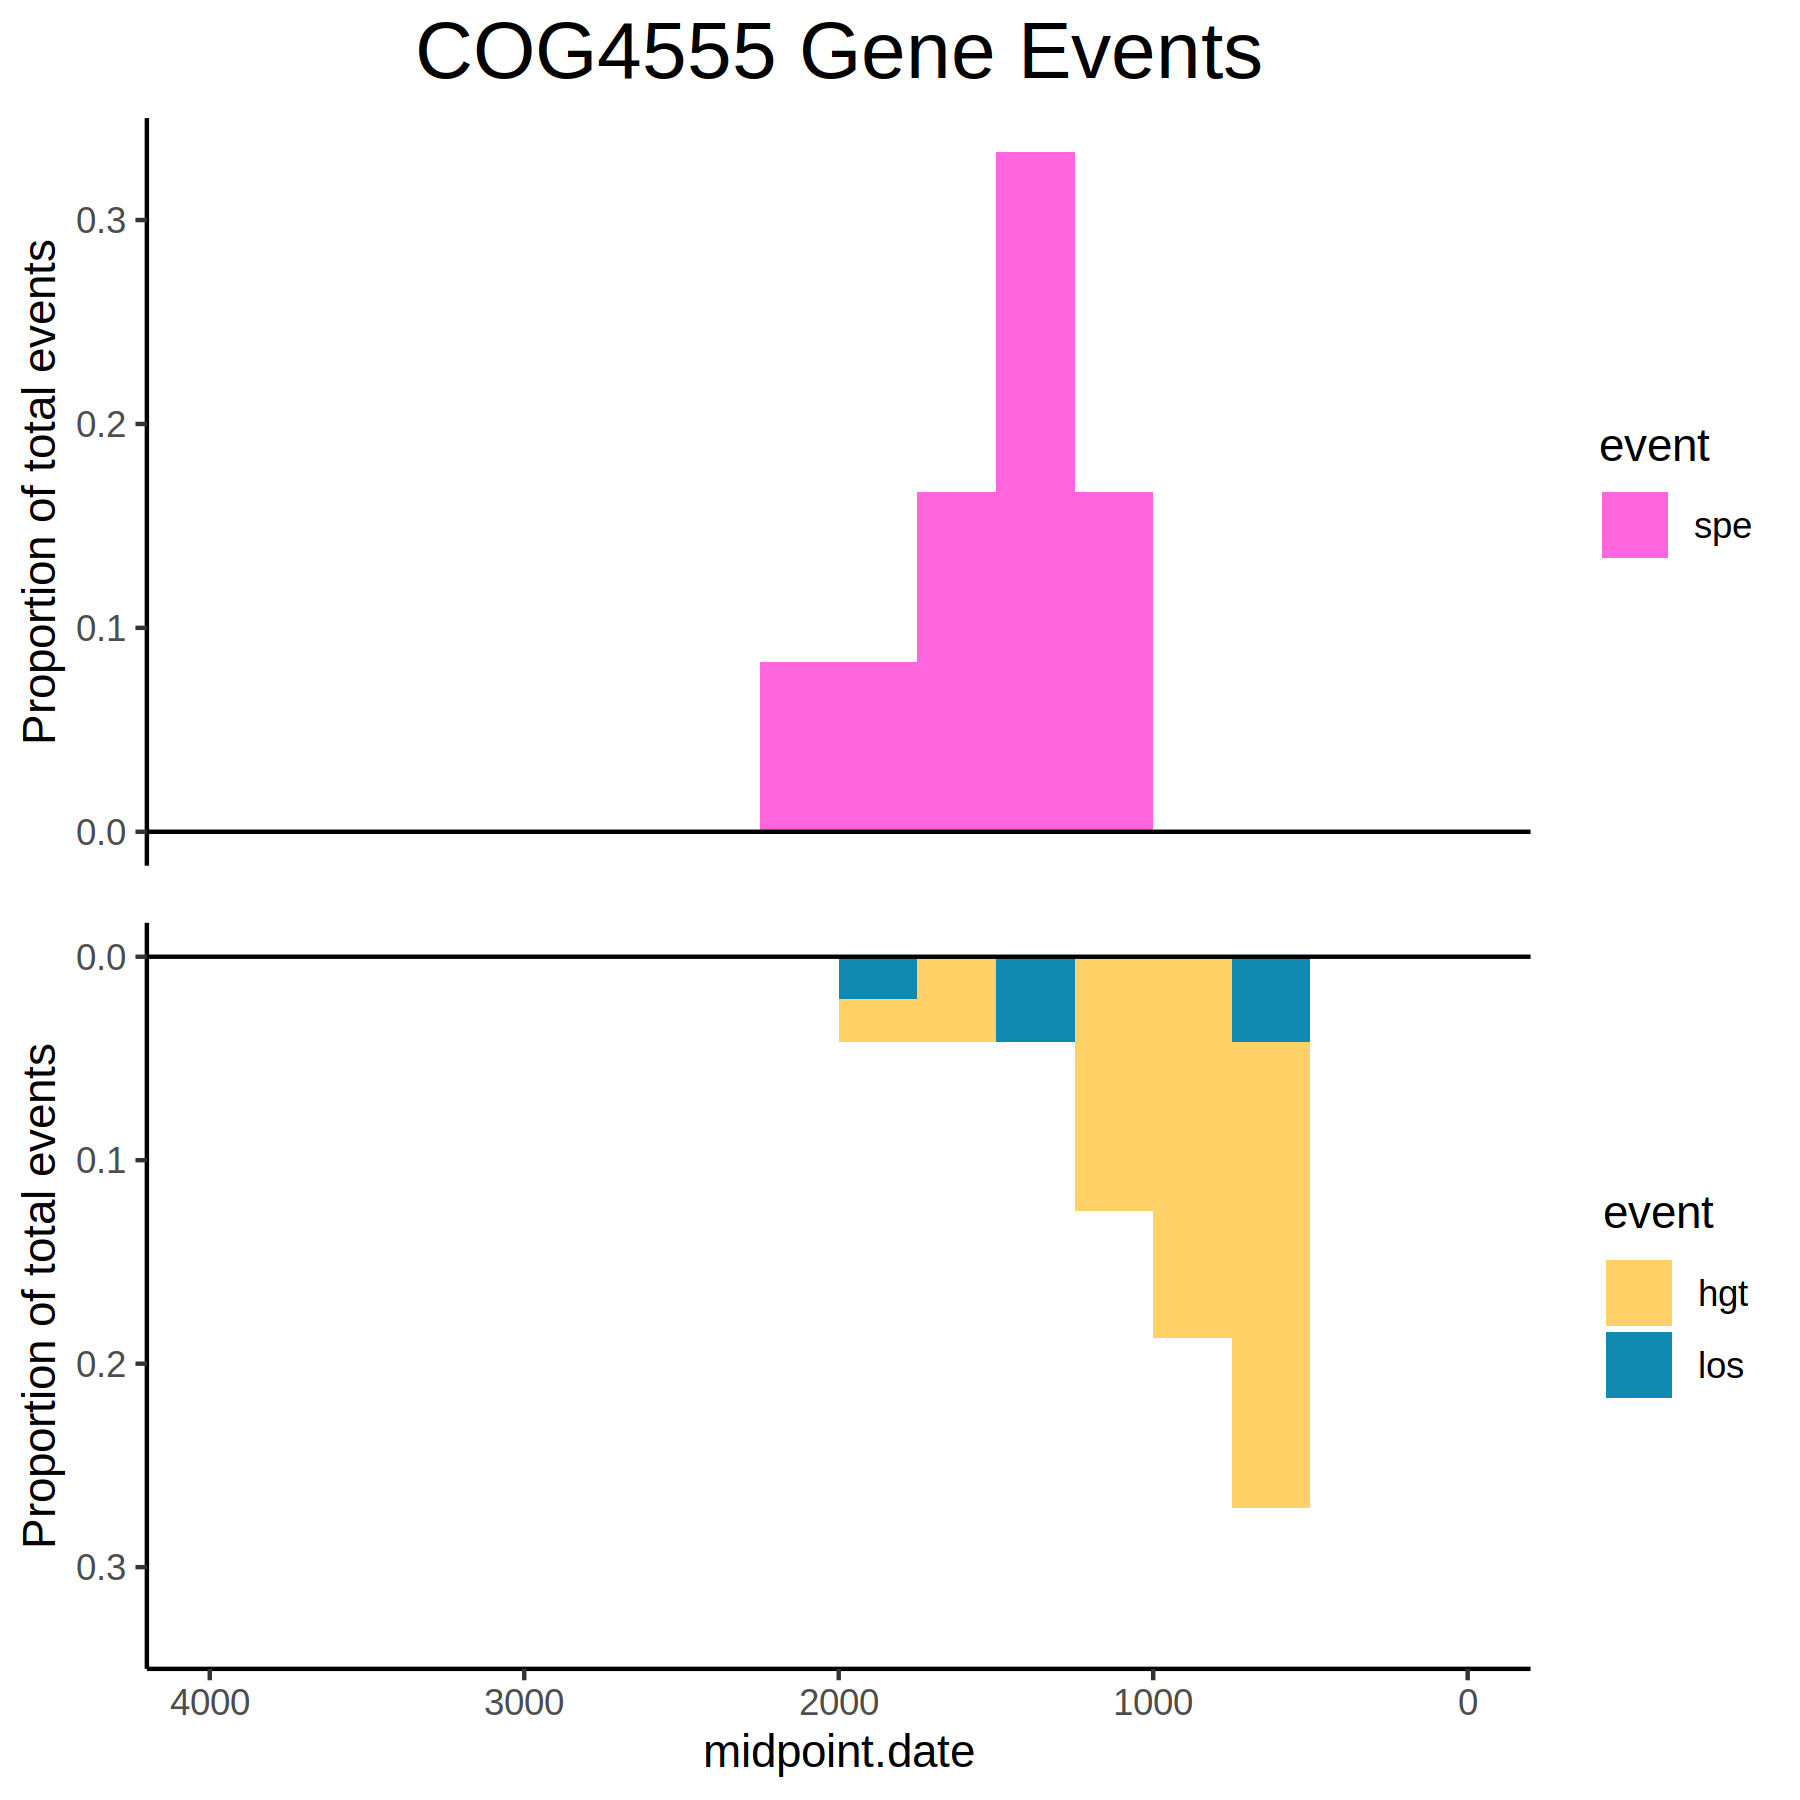 COG4555 Gene Events
Proportion of total events
0.3
0.2
0.1
0.0
event
spe
Proportion of total events
0.0
0.1
0.2
0.3
event
hgt
los
4000 3000 2000 1000 0
midpoint.date